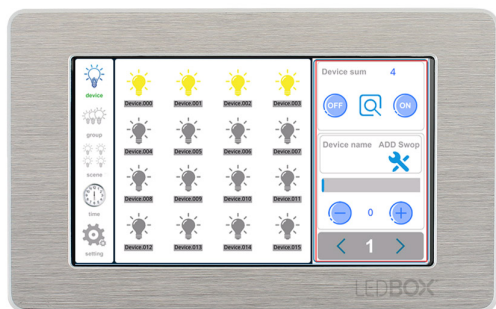 device
group
scene
time
setting
Device.000 Device.001 Device.002 Device.003
Device.004 Device.005 Device.006 Device.007
Device.008 Device.009 Device.010 Device.011
Device.012 Device.013 Device.014 Device.015
Device sum 4
OFF ON
Device name ADD Swop
0
1
LEDBOX